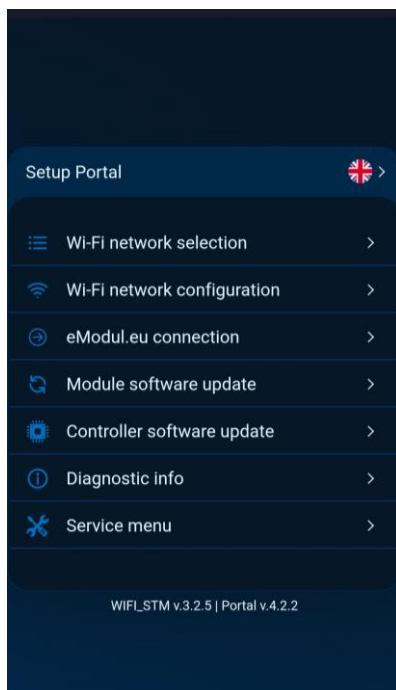 Setup Portal
Wi-Fi network selection
Wi-Fi network configuration
eModul.eu connection
Module software update
Controller software update
Diagnostic info
Service menu
WIFI_STM v.3.2.5 | Portal v.4.2.2